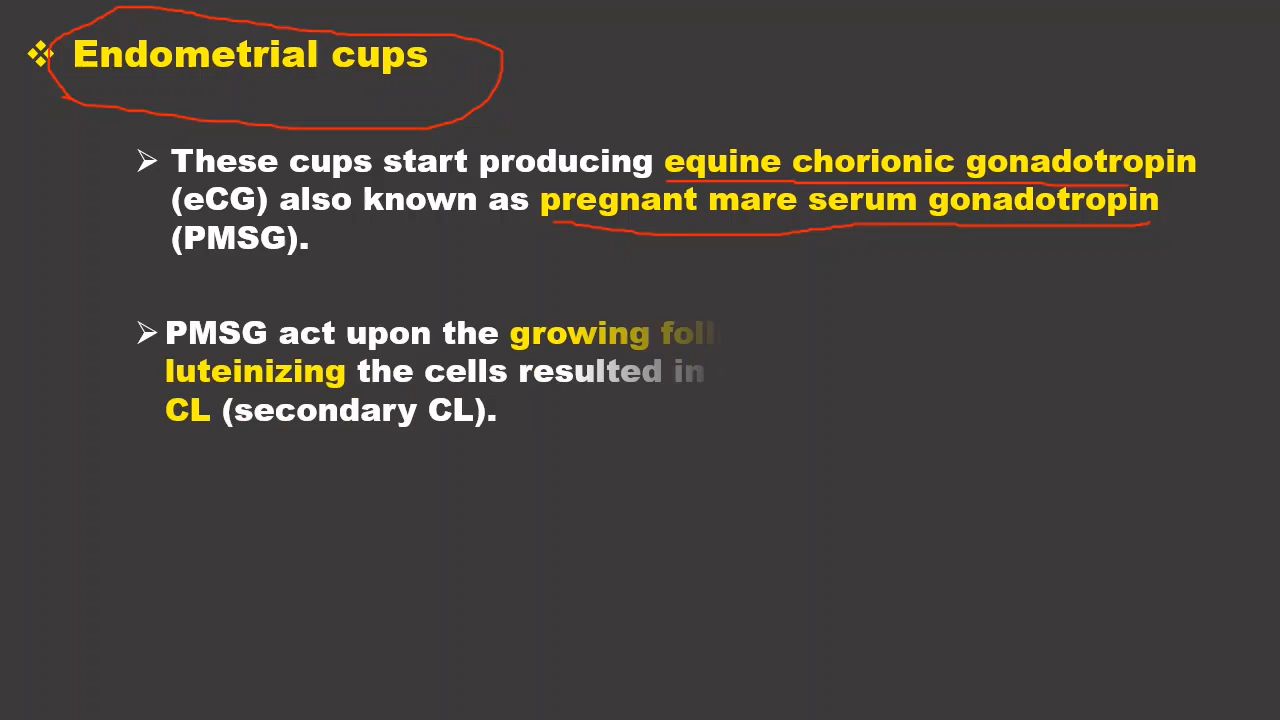 Endometrial cups
These cups start producing equine chorionic gonadotropin
(eCG) also known as pregnant mare serum gonadotropin
(PMSG).
PMSG act upon the growing
luteinizing the cells resulted in
CL (secondary CL).